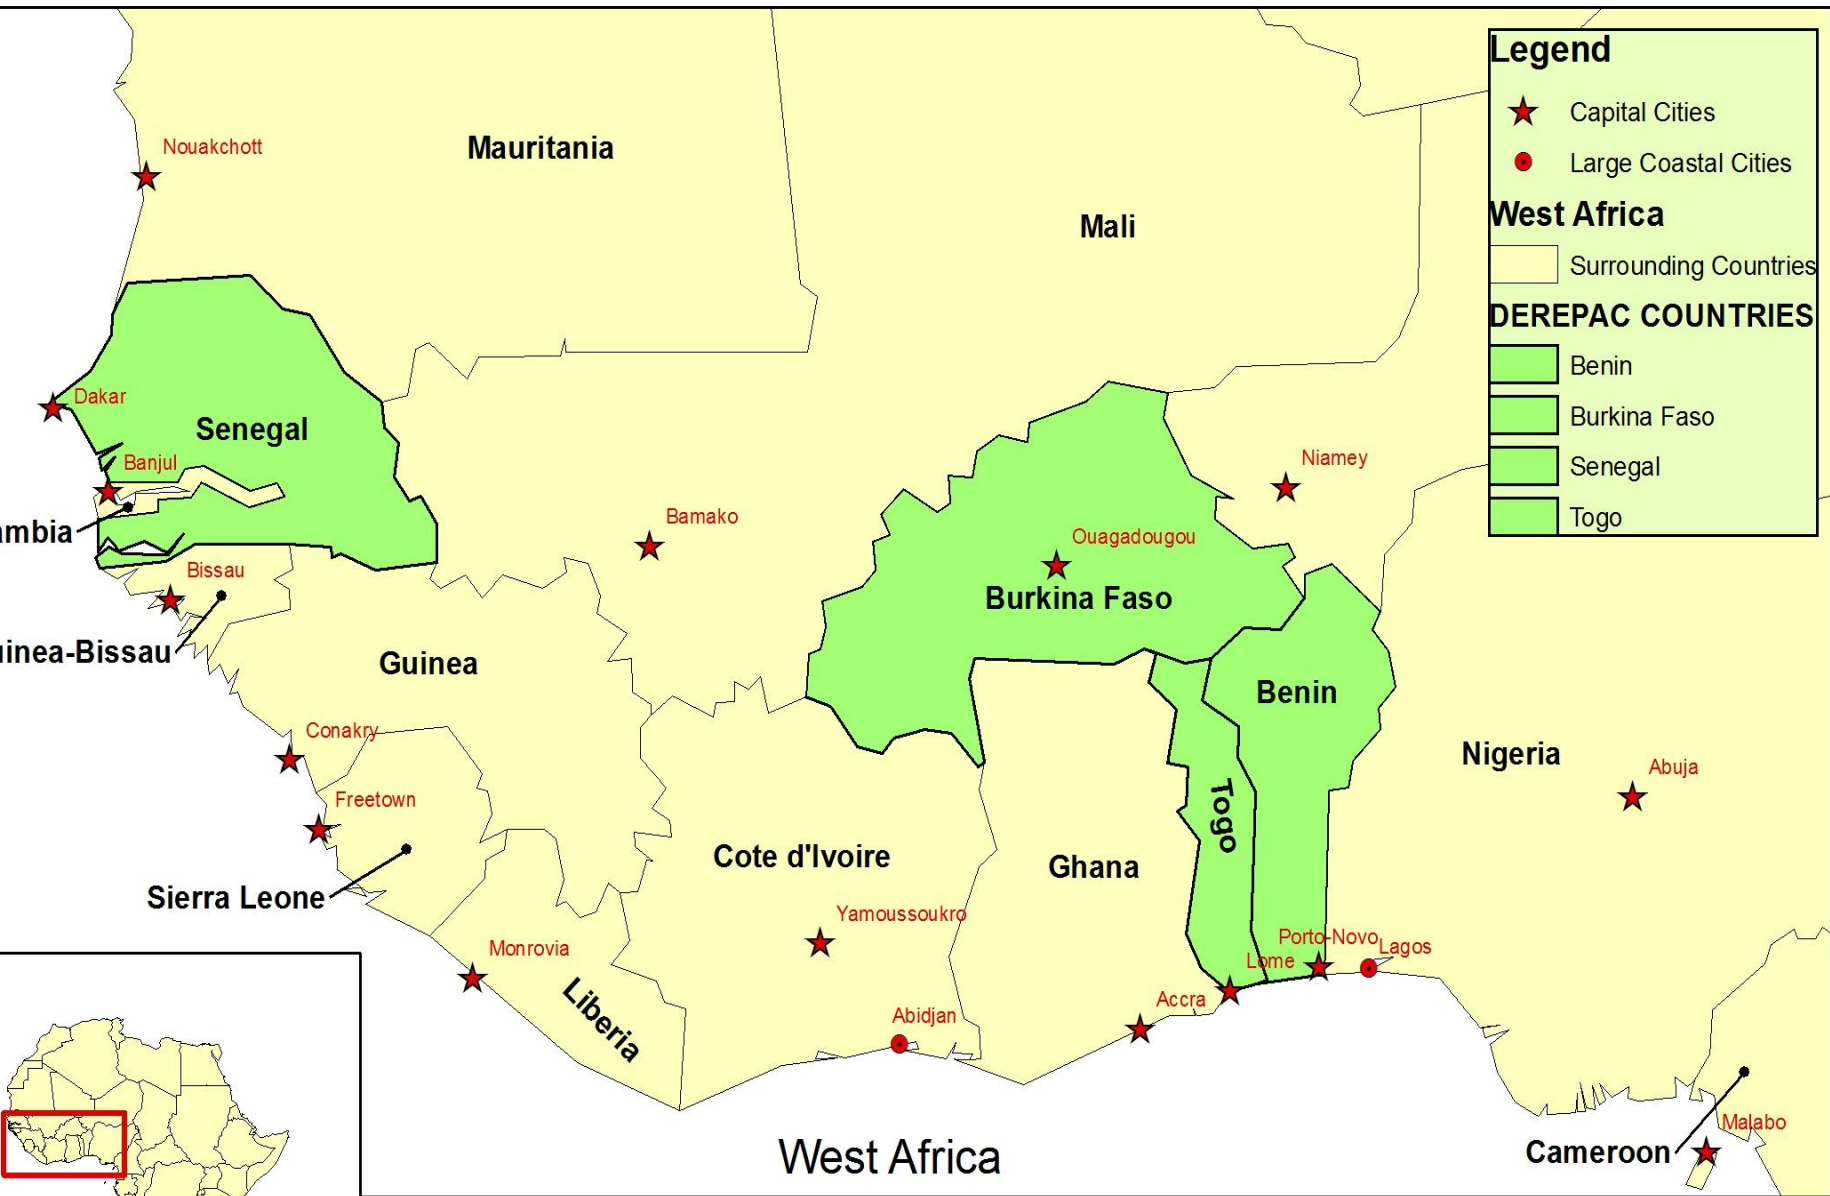 Legend
Capital Cities
Large Coastal Cities
West Africa
Surrounding Countries
DEREPAC COUNTRIES
Benin
Burkina Faso
Senegal
Togo
Nouakchott
Mauritania
Mali
Dakar
Senegal
Banjul
ambia
Niamey
Bamako
Ouagadougou
Burkina Faso
Bissau
uinea-Bissau
Guinea
Benin
Conakry
Nigeria
Abuja
Freetown
Togo
Cote d'Ivoire
Ghana
Sierra Leone
Yamoussoukro
Monrovia
Porto-Novo
Lagos
Lome
Liberia
Accra
Abidjan
Malabo
Cameroon
West Africa